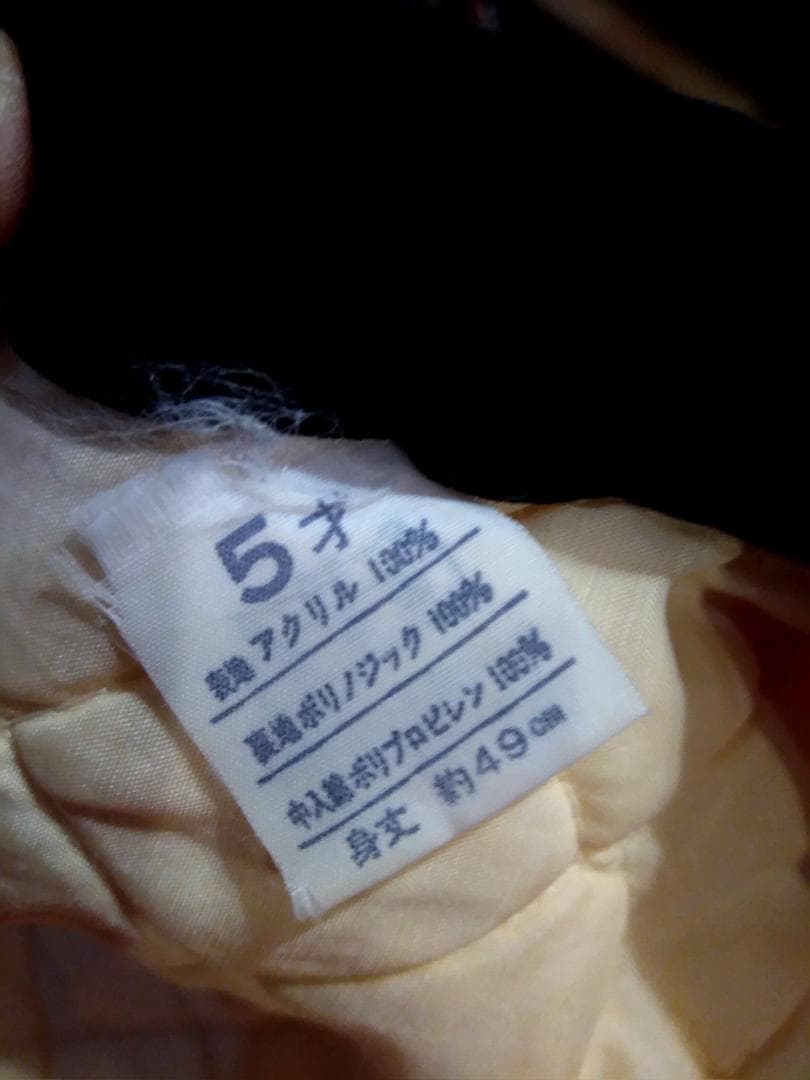 5才
表地 アクリル 100%
裏地 ポリノジック 100%
中入綿 ポリプロピレン 100%
身丈 約49cm